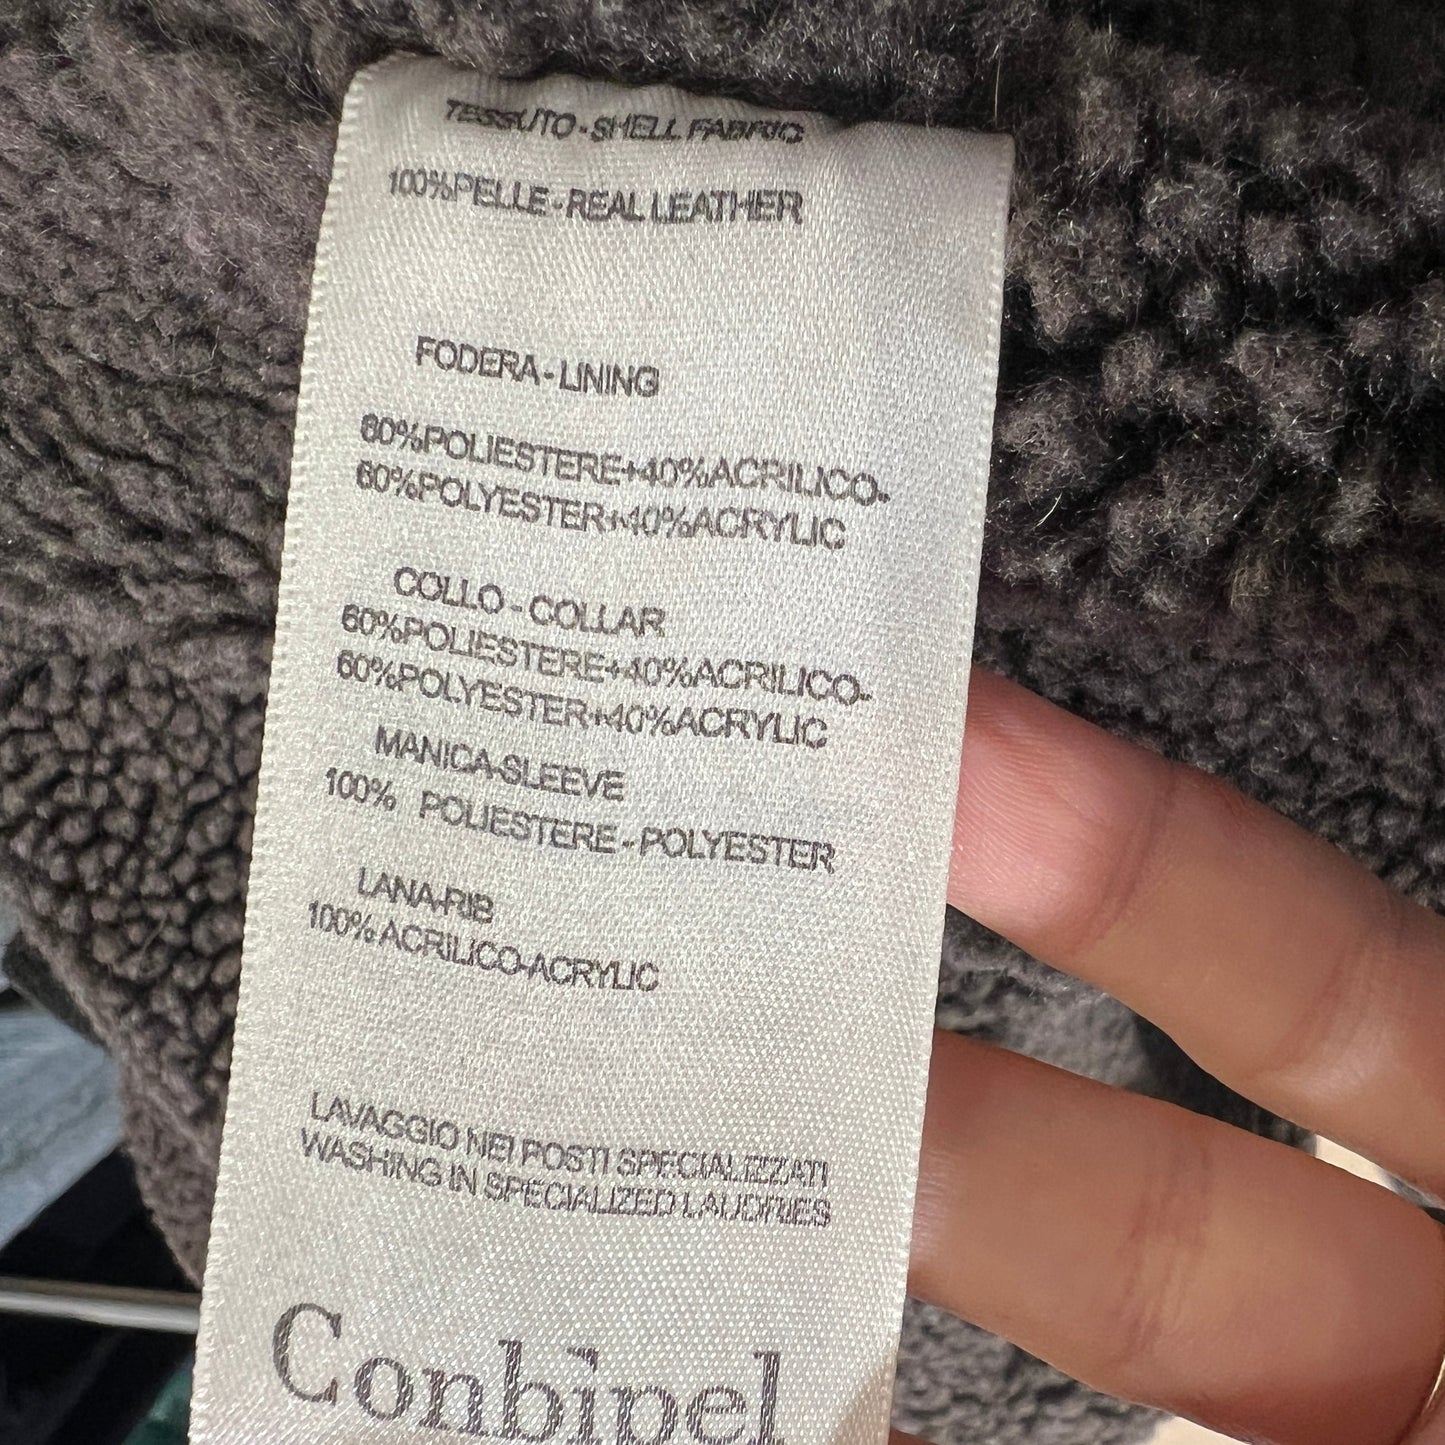 TESSUTO-SHELL FABRIC
100%PELLE-REAL LEATHER
FODERA-LINING
60%POLIESTERE+40%ACRILICO-
60%POLYESTER+40%ACRYLIC
COLLO-COLLAR
60%POLIESTERE+40%ACRILICO-
60%POLYESTER+40%ACRYLIC
MANICA-SLEEVE
100% POLIESTERE-POLYESTER
LANA-RIB
100%ACRILICO-ACRYLIC
LAVAGGIO NEI POSTI SPECIALIZZATI
WASHING IN SPECIALIZED LAUDRIES
Conbipel